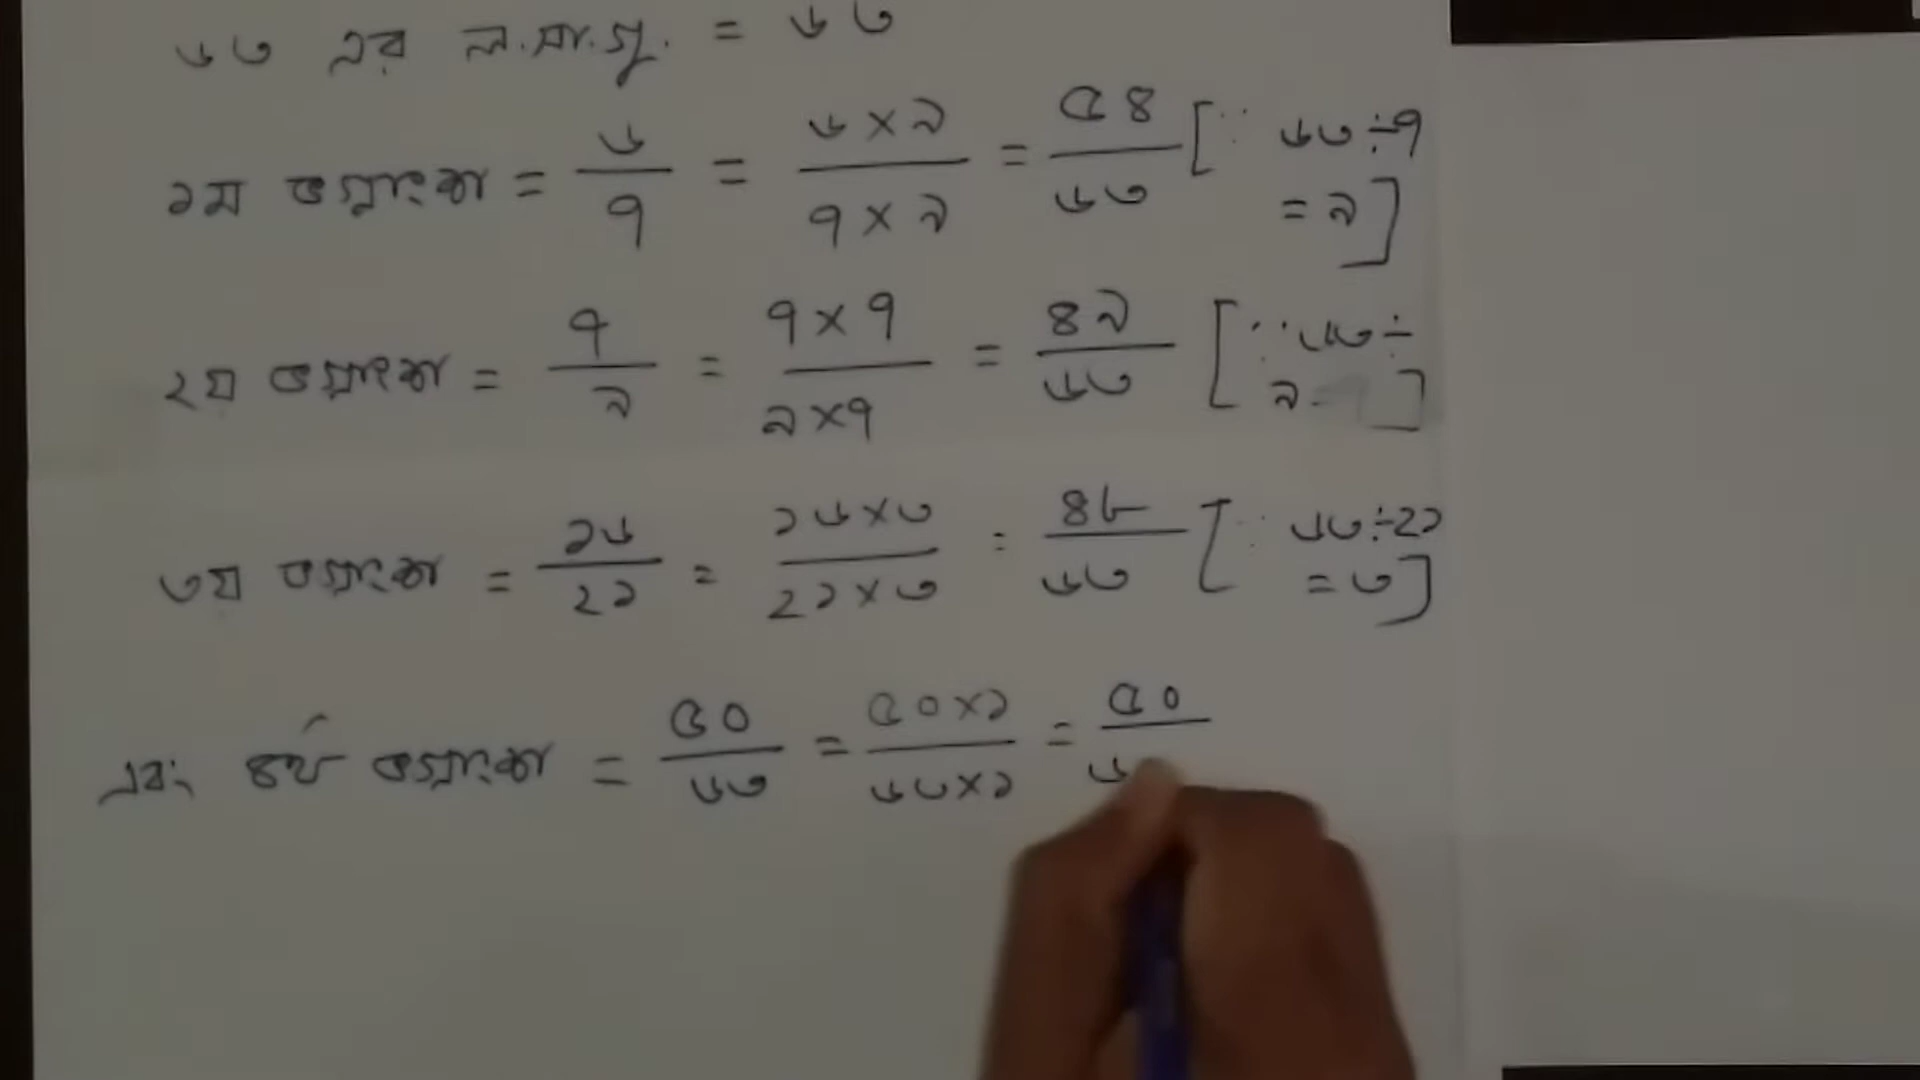 ৬৩ এর ল.সা.গু. = ৬৩
১ম ভগ্নাংশ = ৬/৭ = ৬×৯/৭×৯ = ৫৪/৬৩ [∵ ৬৩÷৭ = ৯]
২য় ভগ্নাংশ = ৭/৯ = ৭×৭/৯×৭ = ৪৯/৬৩ [∵ ৬৩÷ ৯ =]
৩য় ভগ্নাংশ = ১৬/২১ = ১৬×৩/২১×৩ = ৪৮/৬৩ [∵ ৬৩÷২১ = ৩]
এবং ৪র্থ ভগ্নাংশ = ৫০/৬৩ = ৫০×১/৬৩×১ = ৫০/৬